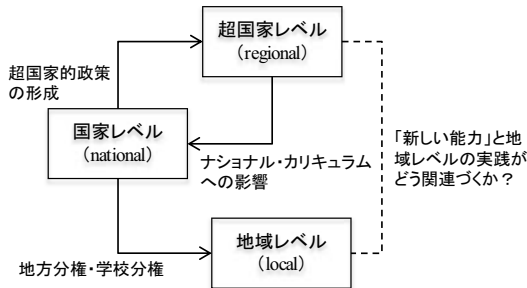 超国家レベル
(regional)
超国家的政策
の形成
国家レベル
(national)
ナショナル・カリキュラム
への影響
「新しい能力」と地
域レベルの実践が
どう関連づくか？
地域レベル
(local)
地方分権・学校分権